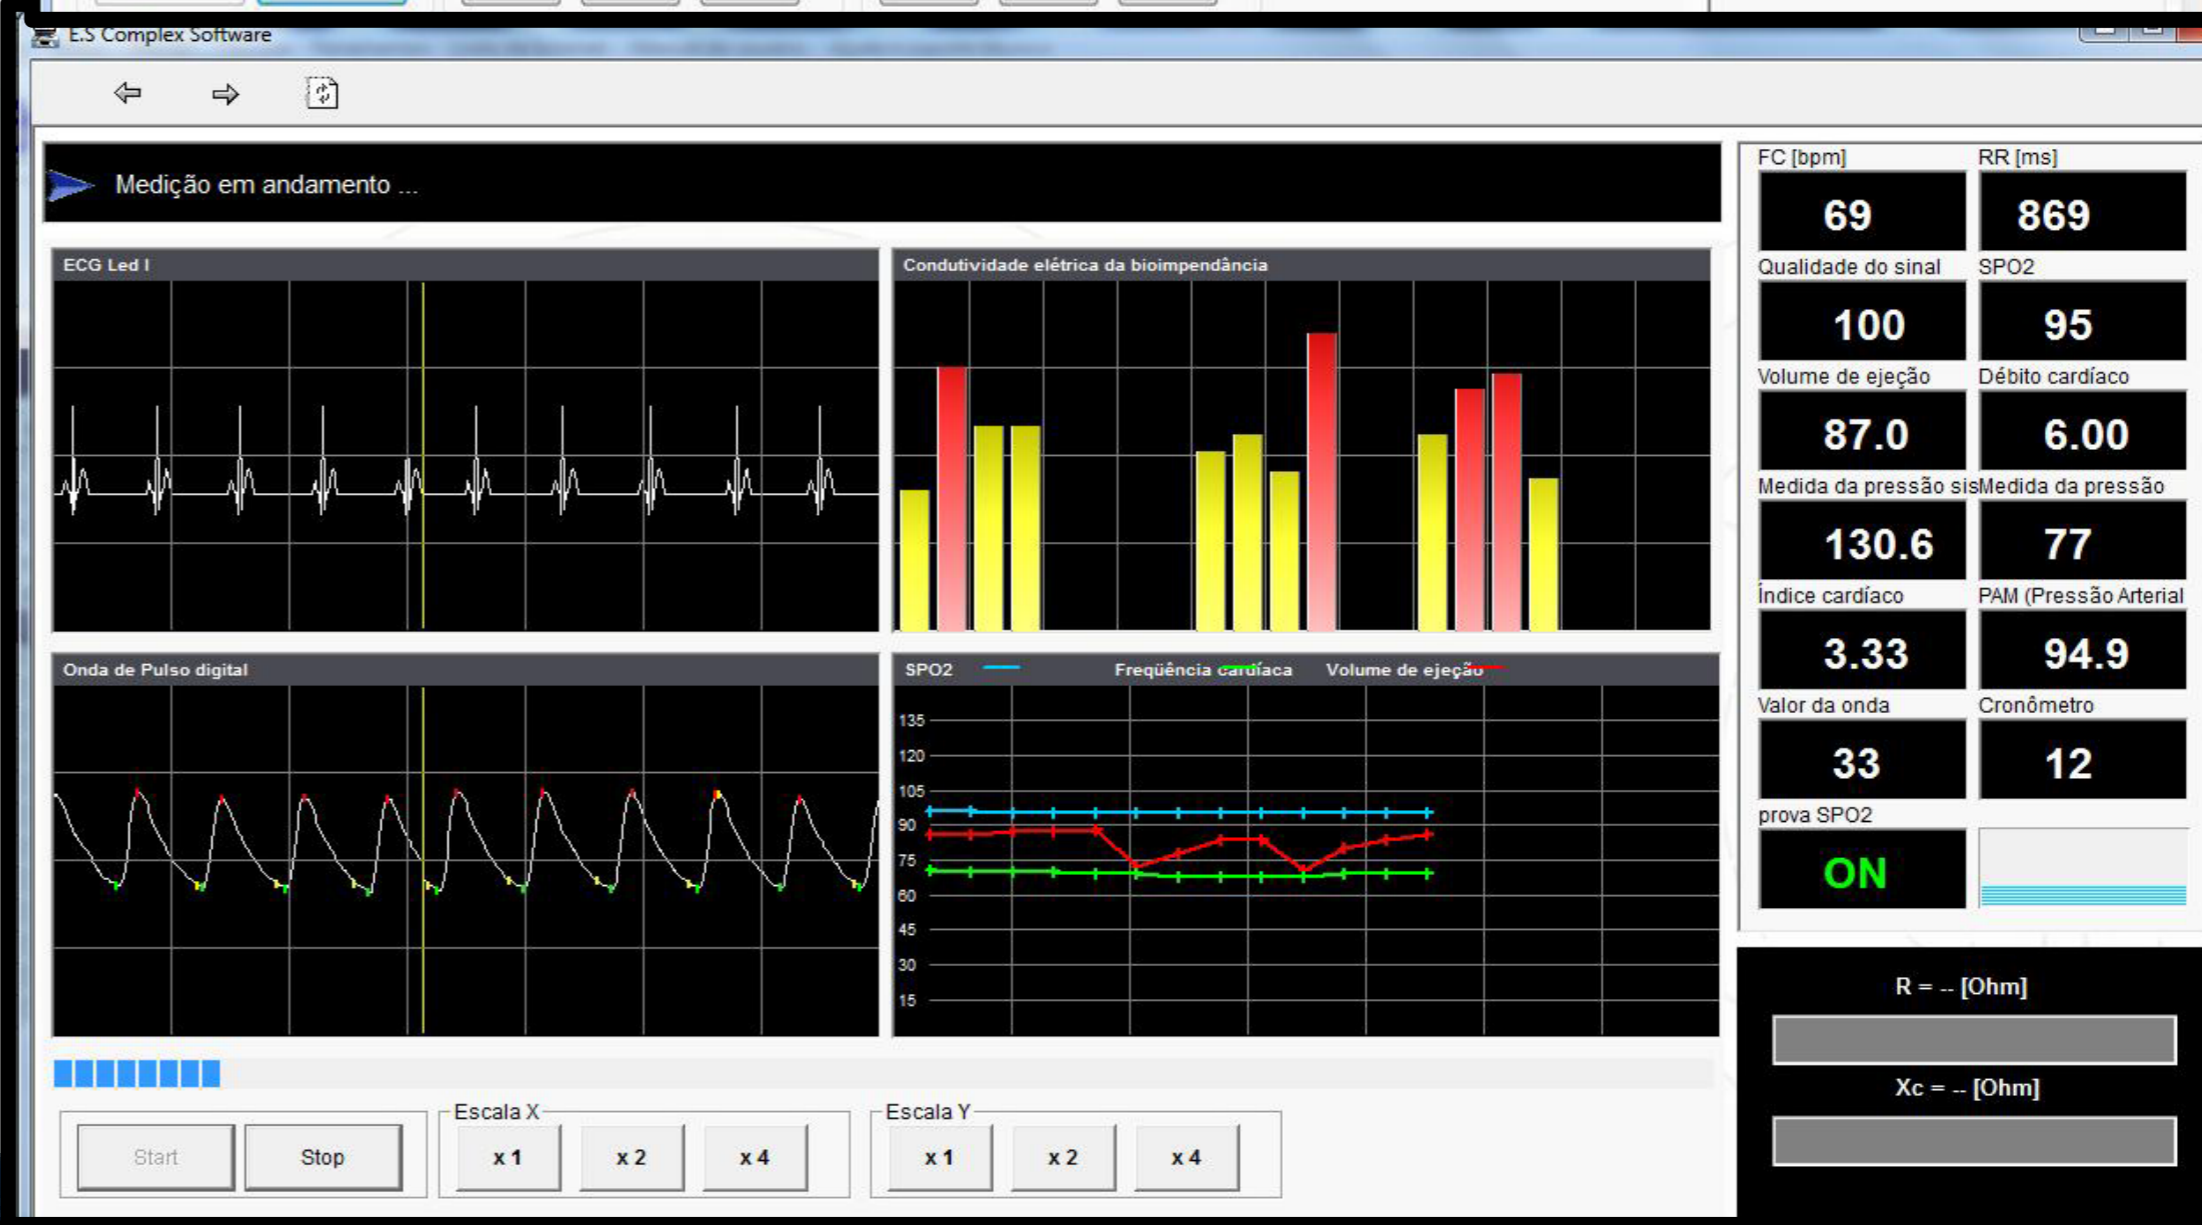 E.S Complex Software
Medição em andamento ...
ECG Led I
Condutividade elétrica da bioimpendância
Onda de Pulso digital
SPO2 Freqüência cardíaca Volume de ejeção
135
120
105
90
75
60
45
30
15
FC [bpm] RR [ms]
69 869
Qualidade do sinal SPO2
100 95
Volume de ejeção Débito cardíaco
87.0 6.00
Medida da pressão sis Medida da pressão
130.6 77
Índice cardíaco PAM (Pressão Arterial
3.33 94.9
Valor da onda Cronômetro
33 12
prova SPO2
ON
R = -- [Ohm]
Xc = -- [Ohm]
Escala X Escala Y
Start Stop x 1 x 2 x 4 x 1 x 2 x 4